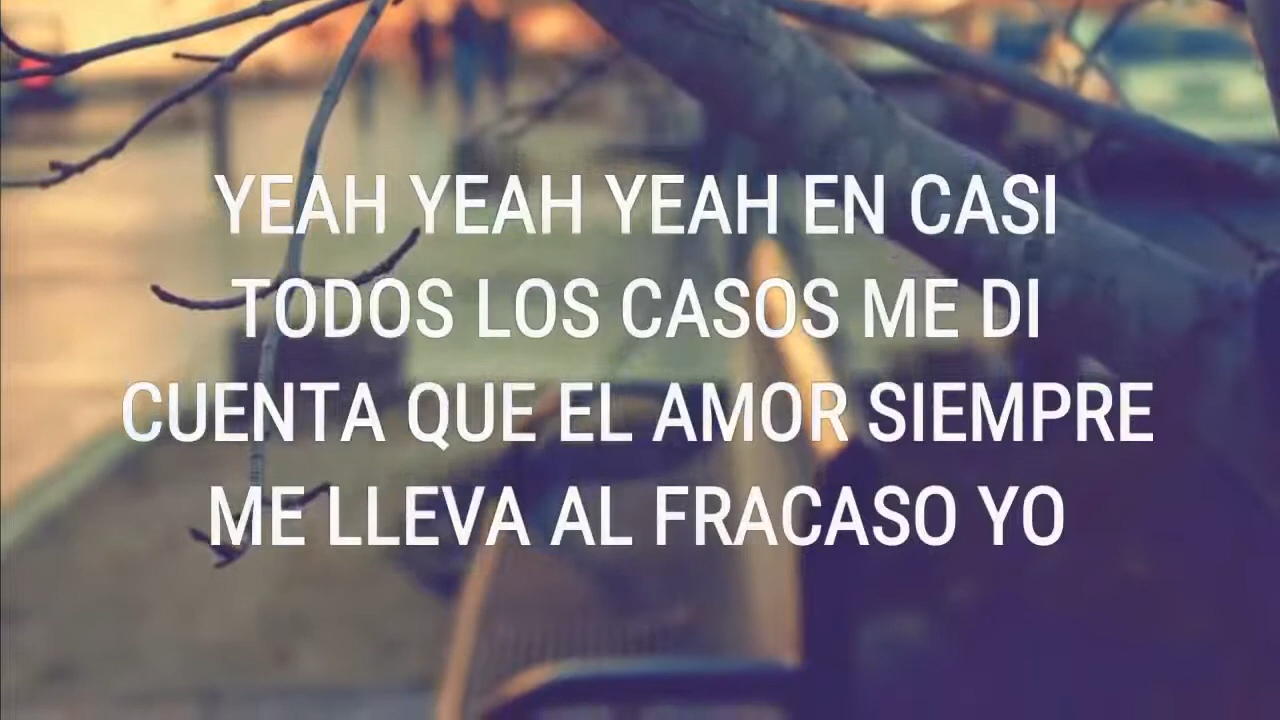 YEAH YEAH YEAH EN CASI
TODOS LOS CASOS ME DI
CUENTA QUE EL AMOR SIEMPRE
ME LLEVA AL FRACASO YO